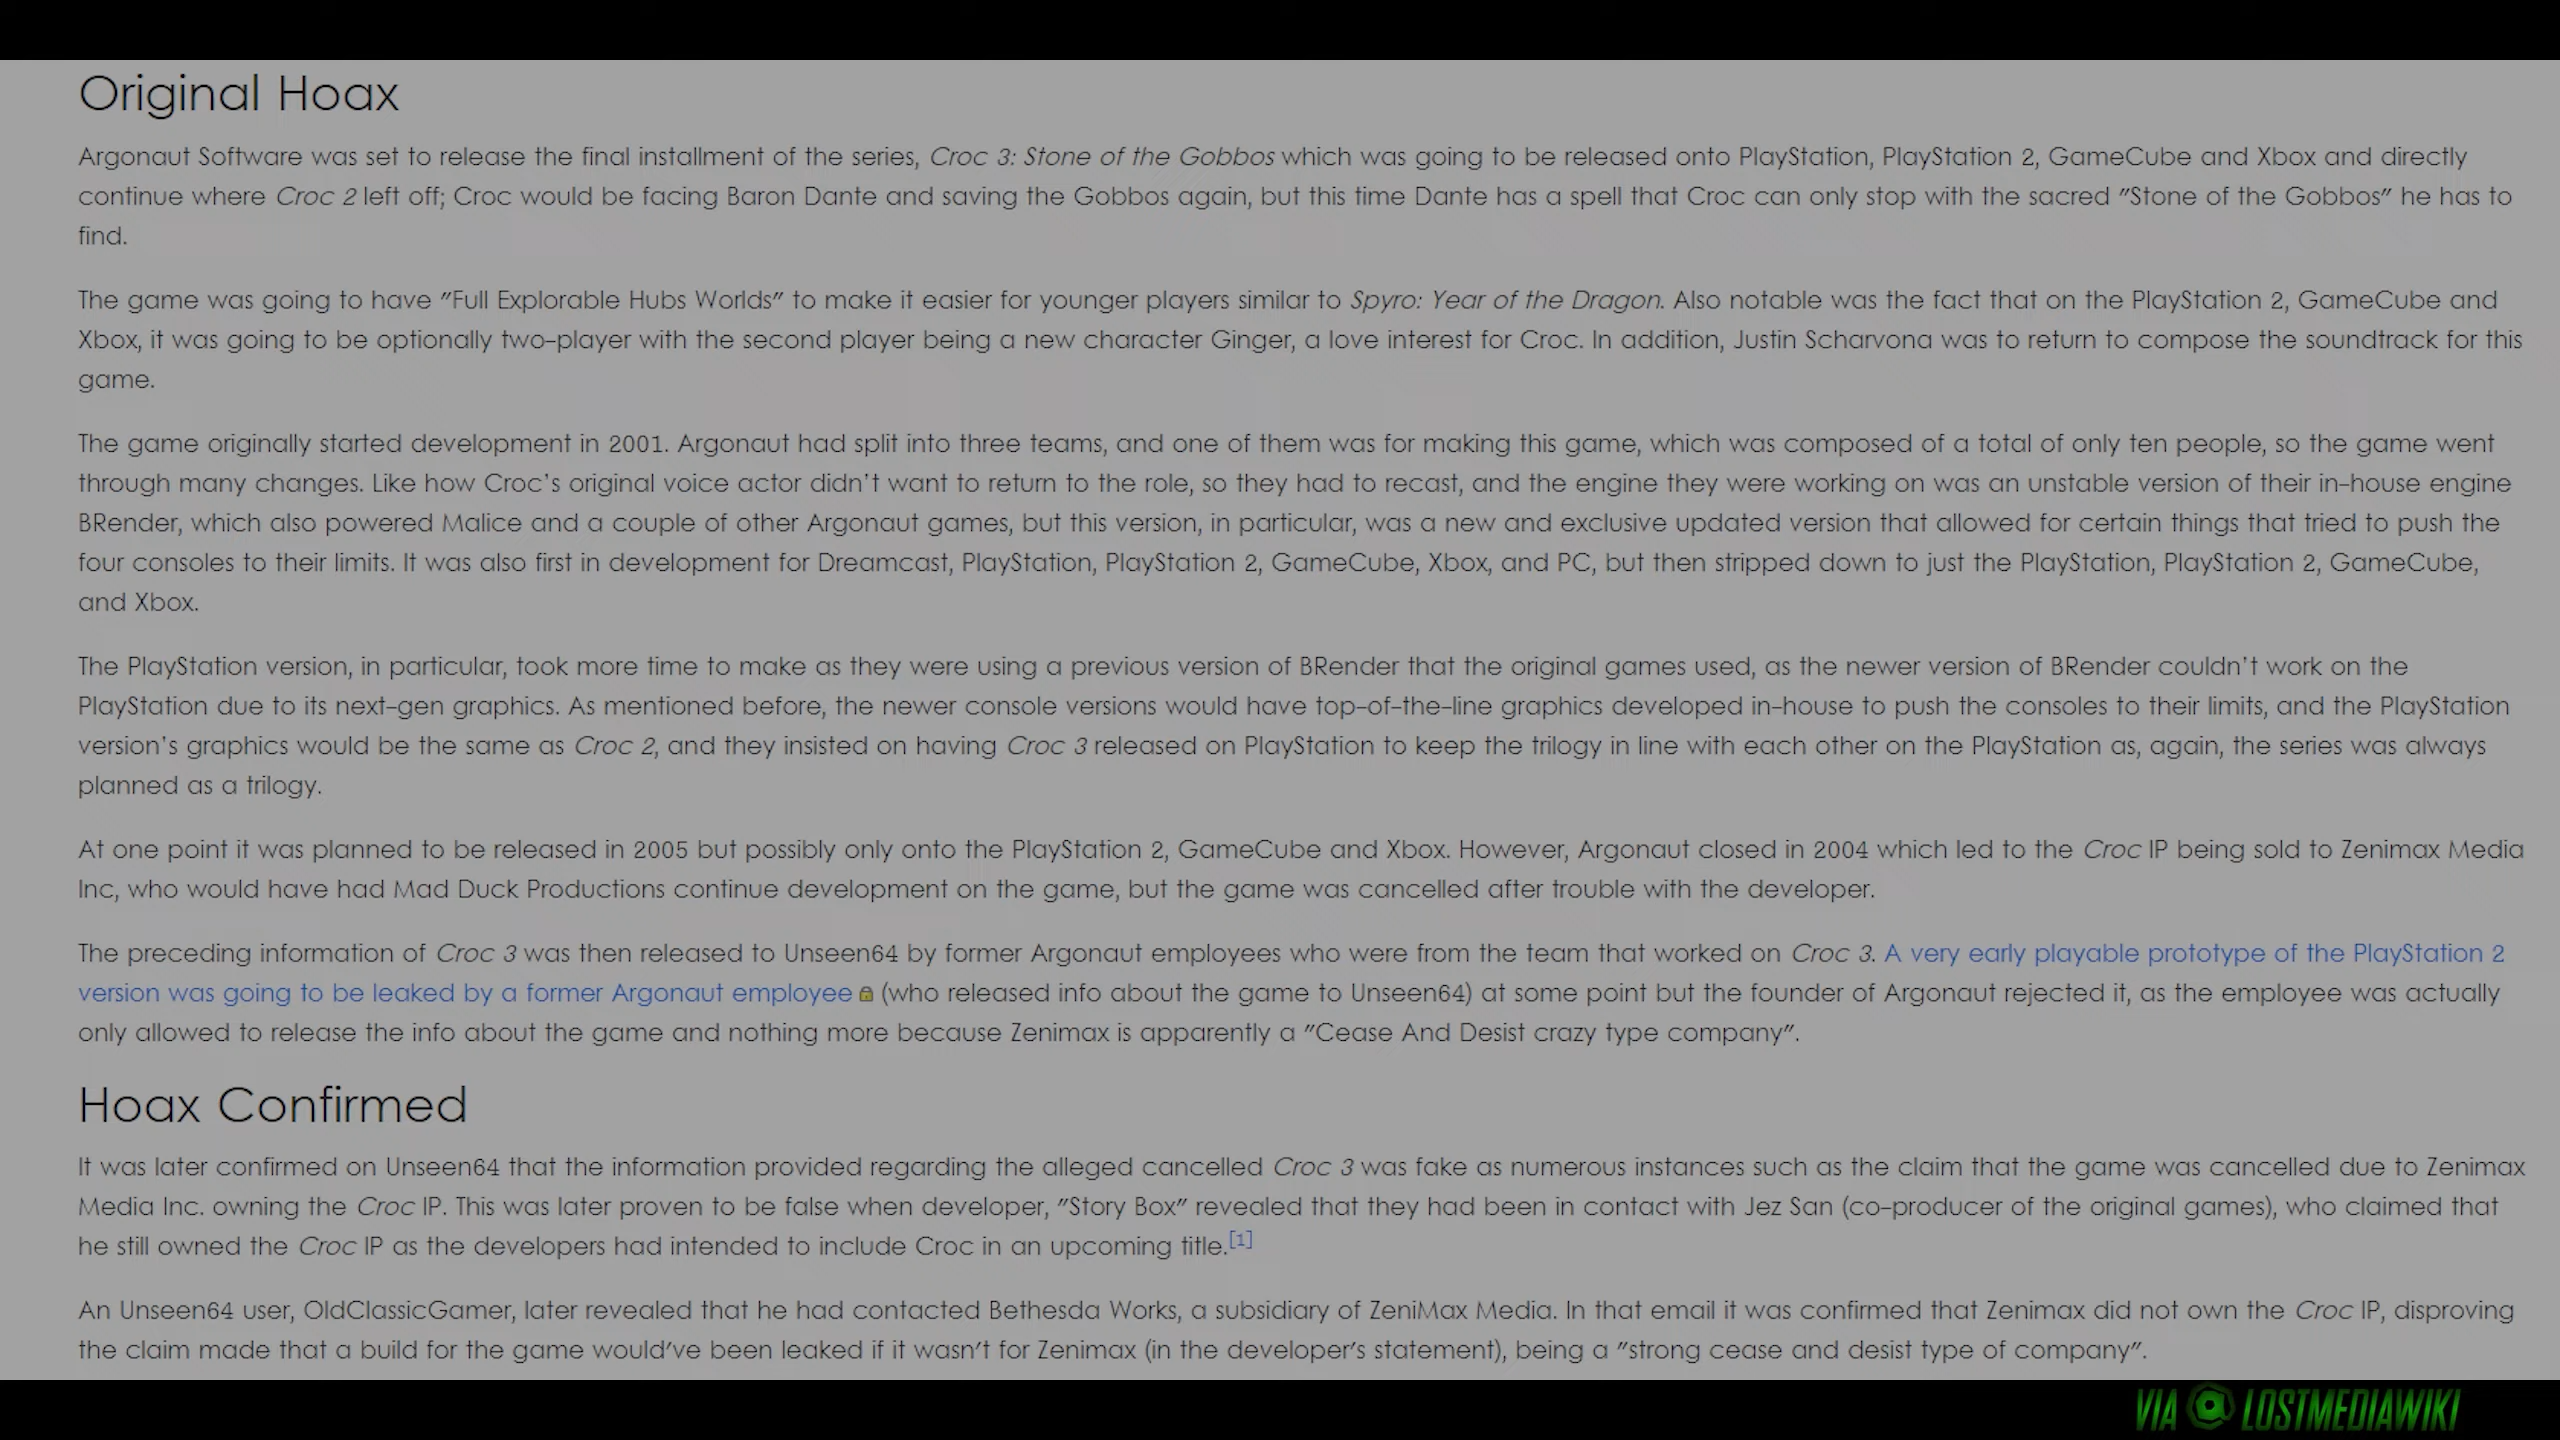 Original Hoax
Argonaut Software was set to release the final installment of the series, Croc 3: Stone of the Gobbos which was going to be released onto PlayStation, PlayStation 2, GameCube and Xbox and directly
continue where Croc 2 left off; Croc would be facing Baron Dante and saving the Gobbos again, but this time Dante has a spell that Croc can only stop with the sacred "Stone of the Gobbos" he has to
find.
The game was going to have "Full Explorable Hubs Worlds" to make it easier for younger players similar to Spyro: Year of the Dragon. Also notable was the fact that on the PlayStation 2, GameCube and
Xbox, it was going to be optionally two-player with the second player being a new character Ginger, a love interest for Croc. In addition, Justin Scharvona was to return to compose the soundtrack for this
game.
The game originally started development in 2001. Argonaut had split into three teams, and one of them was for making this game, which was composed of a total of only ten people, so the game went
through many changes. Like how Croc's original voice actor didn't want to return to the role, so they had to recast, and the engine they were working on was an unstable version of their in-house engine
BRender, which also powered Malice and a couple of other Argonaut games, but this version, in particular, was a new and exclusive updated version that allowed for certain things that tried to push the
four consoles to their limits. It was also first in development for Dreamcast, PlayStation, PlayStation 2, GameCube, Xbox, and PC, but then stripped down to just the PlayStation, PlayStation 2, GameCube,
and Xbox.
The PlayStation version, in particular, took more time to make as they were using a previous version of BRender that the original games used, as the newer version of BRender couldn't work on the
PlayStation due to its next-gen graphics. As mentioned before, the newer console versions would have top-of-the-line graphics developed in-house to push the consoles to their limits, and the PlayStation
version's graphics would be the same as Croc 2, and they insisted on having Croc 3 released on PlayStation to keep the trilogy in line with each other on the PlayStation as, again, the series was always
planned as a trilogy.
At one point it was planned to be released in 2005 but possibly only onto the PlayStation 2, GameCube and Xbox. However, Argonaut closed in 2004 which led to the Croc IP being sold to Zenimax Media
Inc, who would have had Mad Duck Productions continue development on the game, but the game was cancelled after trouble with the developer.
The preceding information of Croc 3 was then released to Unseen64 by former Argonaut employees who were from the team that worked on Croc 3. A very early playable prototype of the PlayStation 2
version was going to be leaked by a former Argonaut employee (who released info about the game to Unseen64) at some point but the founder of Argonaut rejected it, as the employee was actually
only allowed to release the info about the game and nothing more because Zenimax is apparently a "Cease And Desist crazy type company".
Hoax Confirmed
It was later confirmed on Unseen64 that the information provided regarding the alleged cancelled Croc 3 was fake as numerous instances such as the claim that the game was cancelled due to Zenimax
Media Inc. owning the Croc IP. This was later proven to be false when developer, "Story Box" revealed that they had been in contact with Jez San (co-producer of the original games), who claimed that
he still owned the Croc IP as the developers had intended to include Croc in an upcoming title.[1]
An Unseen64 user, OldClassicGamer, later revealed that he had contacted Bethesda Works, a subsidiary of ZeniMax Media. In that email it was confirmed that Zenimax did not own the Croc IP, disproving
the claim made that a build for the game would've been leaked if it wasn't for Zenimax (in the developer's statement), being a "strong cease and desist type of company".
VIA LOSTMEDIAWIKI